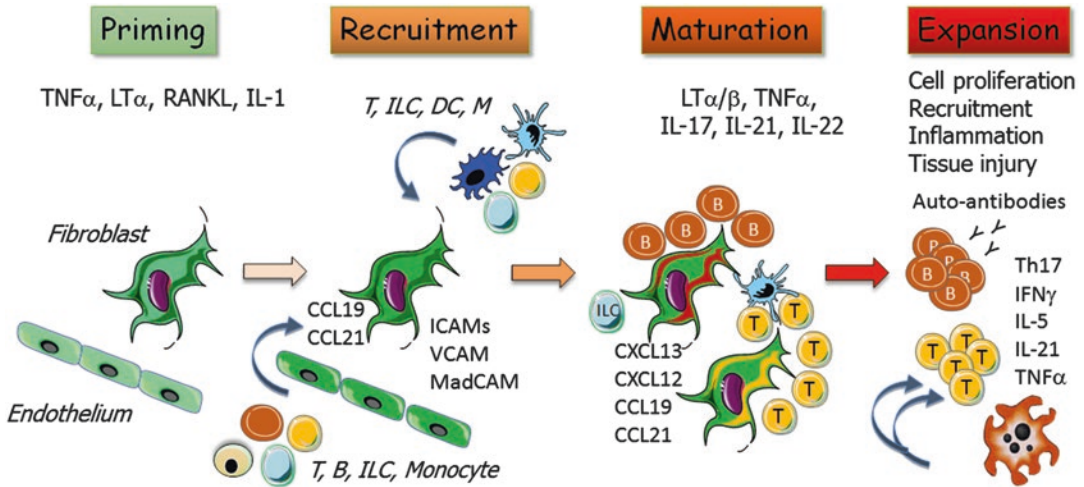 Priming
Recruitment
Maturation
Expansion
TNFα, LTα, RANKL, IL-1
T, ILC, DC, M
LTα/β, TNFα,
IL-17, IL-21, IL-22
Cell proliferation
Recruitment
Inflammation
Tissue injury
Fibroblast
Endothelium
CCL19
CCL21
ICAMs
VCAM
MadCAM
T, B, ILC, Monocyte
B
B
B
B
ILC
T
T
T
T
T
CXCL13
CXCL12
CCL19
CCL21
Auto-antibodies
B
B
B
B
T
T
T
T
Th17
IFNγ
IL-5
IL-21
TNFα